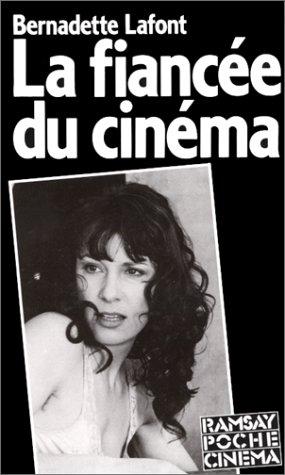 Bernadette Lafont
La fiancée
du cinéma
RAMSAY
POCHE
CINEMA